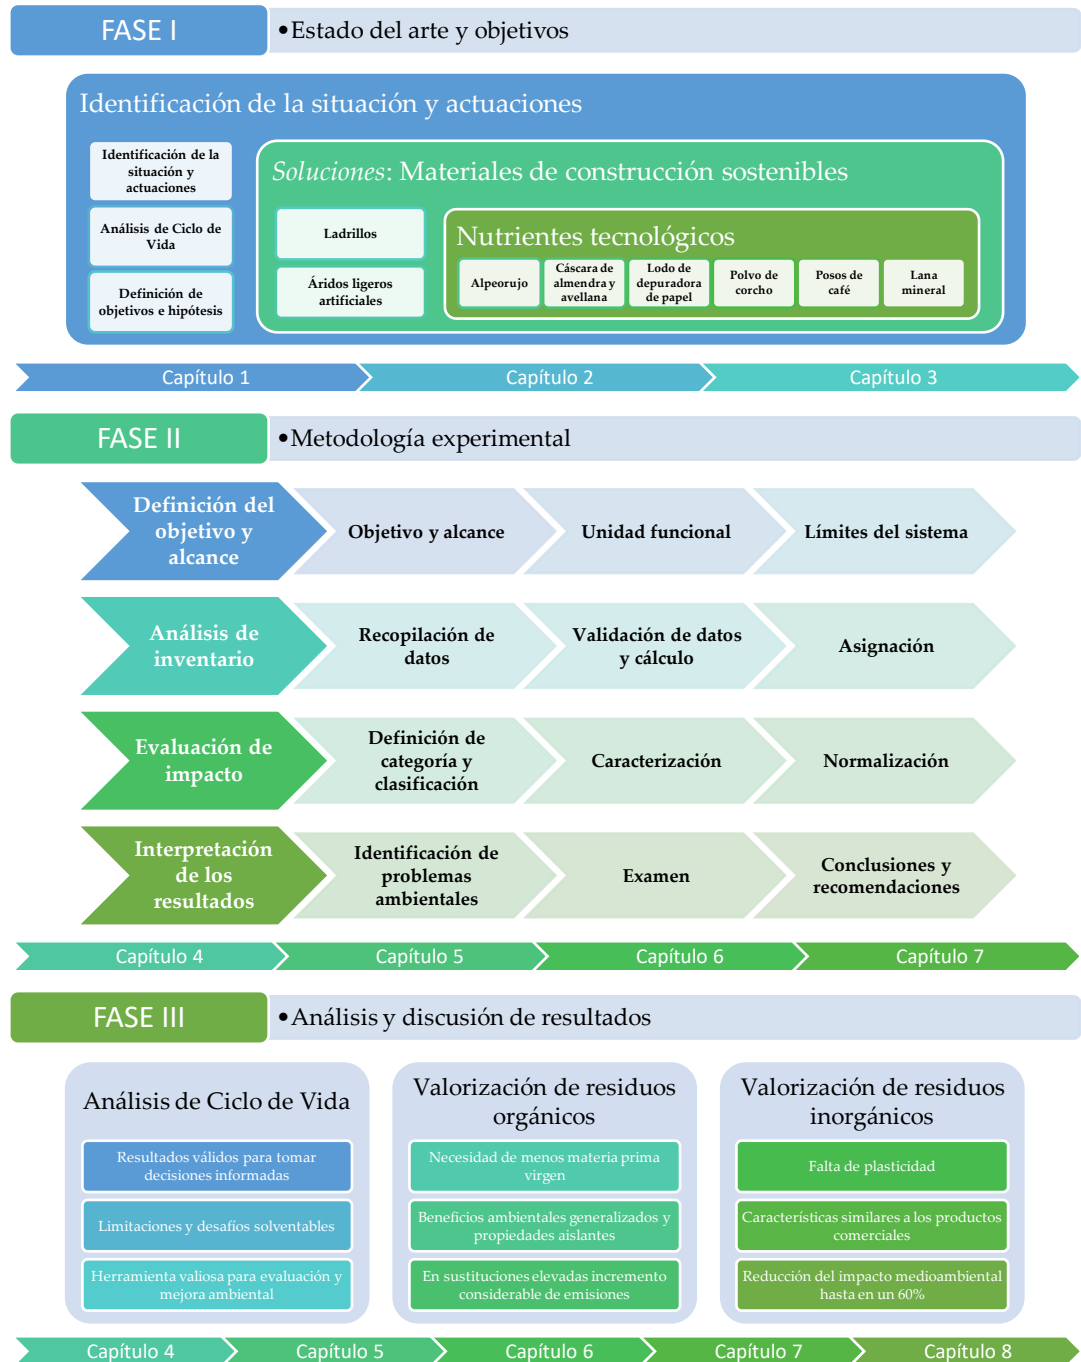 FASE I
•Estado del arte y objetivos
Identificación de la situación y actuaciones
Identificación de la
situación y
actuaciones
Análisis de Ciclo de
Vida
Definición de
objetivos e hipótesis
Soluciones: Materiales de construcción sostenibles
Ladrillos
Áridos ligeros
artificiales
Nutrientes tecnológicos
Alpeorujo
Cáscara de
almendra y
avellana
Lodo de
depuradora
de papel
Polvo de
corcho
Posos de
café
Lana
mineral
Capítulo 1
Capítulo 2
Capítulo 3
FASE II
•Metodología experimental
Definición del
objetivo y
alcance
Objetivo y alcance
Unidad funcional
Límites del sistema
Análisis de
inventario
Recopilación de
datos
Validación de datos
y cálculo
Asignación
Evaluación de
impacto
Definición de
categoría y
clasificación
Caracterización
Normalización
Interpretación
de los
resultados
Identificación de
problemas
ambientales
Examen
Conclusiones y
recomendaciones
Capítulo 4
Capítulo 5
Capítulo 6
Capítulo 7
FASE III
•Análisis y discusión de resultados
Análisis de Ciclo de Vida
Resultados válidos para tomar
decisiones informadas
Limitaciones y desafíos solventables
Herramienta valiosa para evaluación y
mejora ambiental
Valorización de residuos
orgánicos
Necesidad de menos materia prima
virgen
Beneficios ambientales generalizados y
propiedades aislantes
En sustituciones elevadas incremento
considerable de emisiones
Valorización de residuos
inorgánicos
Falta de plasticidad
Características similares a los productos
comerciales
Reducción del impacto medioambiental
hasta en un 60%
Capítulo 4
Capítulo 5
Capítulo 6
Capítulo 7
Capítulo 8